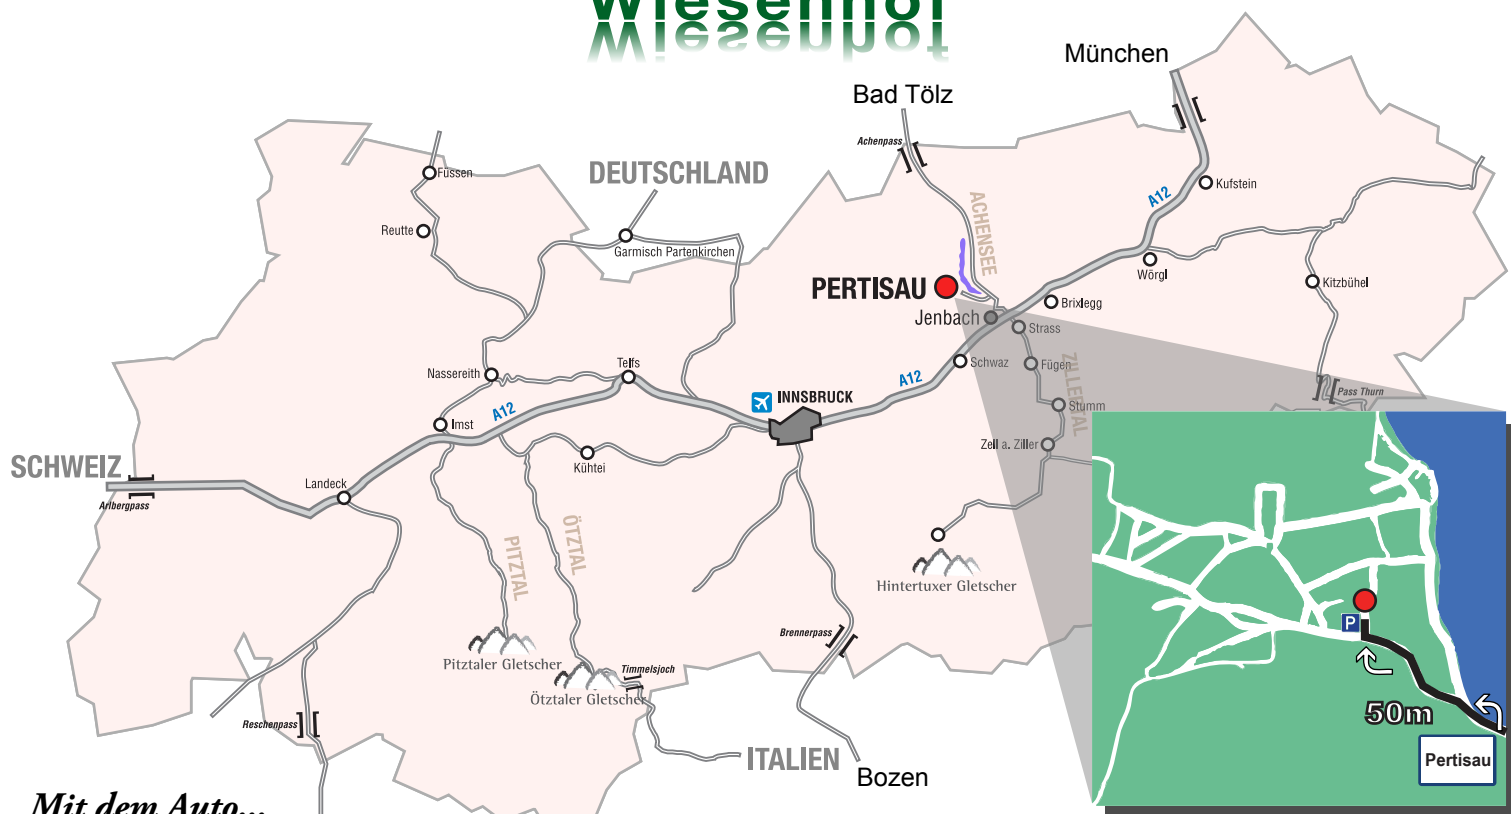 Wiesenhof
München
Bad Tölz
Achenpass
Füssen
DEUTSCHLAND
Kufstein
A12
ACHENSEE
Reutte
Garmisch Partenkirchen
Wörgl
Kitzbühel
PERTISAU
Brixlegg
Jenbach
Strass
Telfs
Schwaz
Fügen
ZILLERTAL
Nassereith
A12
Pass Thurn
INNSBRUCK
Stumm
A12
Imst
Zell a. Ziller
SCHWEIZ
Kühtei
Landeck
Arlbergpass
ÖTZTAL
PITZTAL
Hintertuxer Gletscher
P
Brennerpass
Pitztaler Gletscher
Timmelsjoch
Ötztaler Gletscher
50m
Reschenpass
ITALIEN
Pertisau
Bozen
Mit dem Auto...